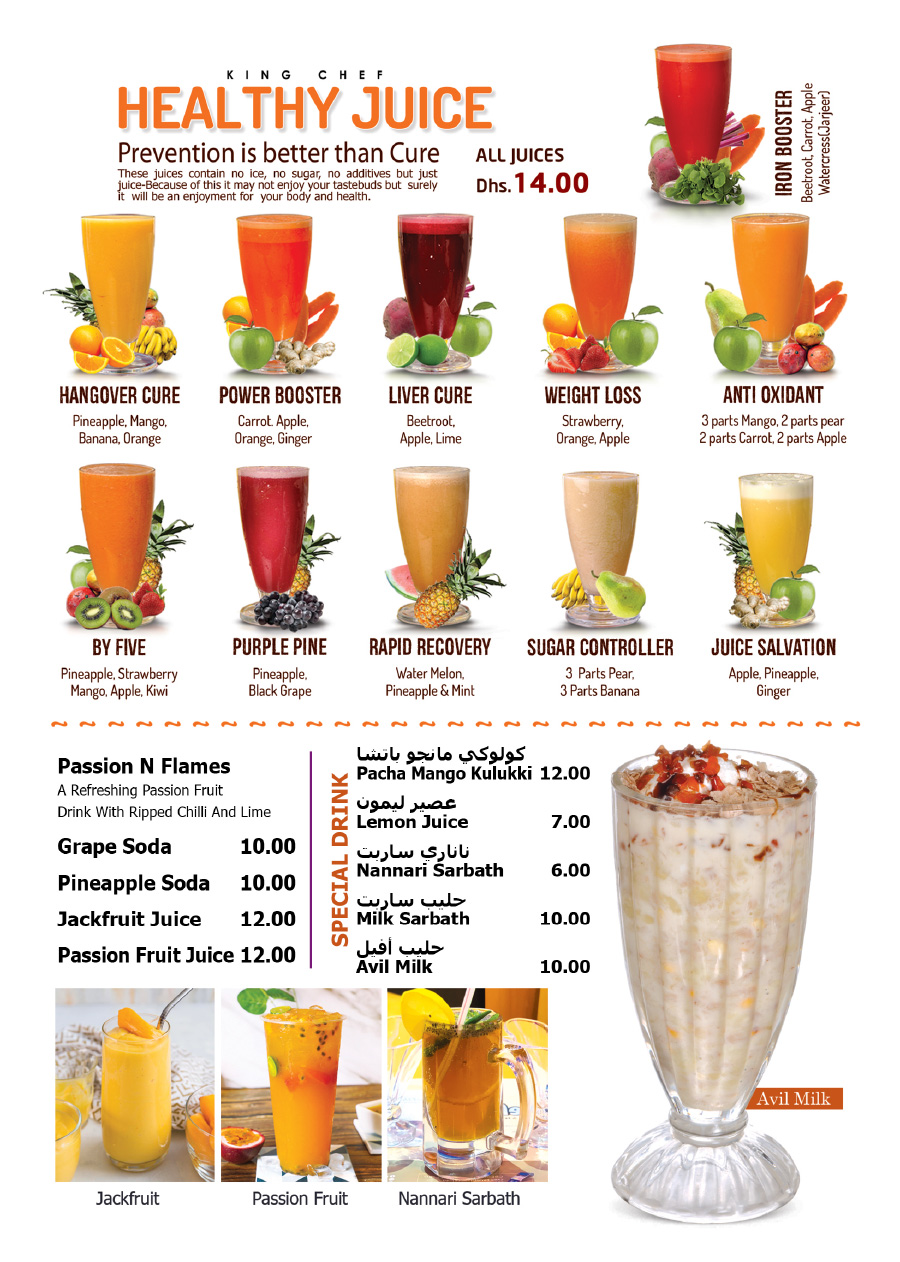 KING CHEF
HEALTHY JUICE
Prevention is better than Cure
These juices contain no ice, no sugar, no additives but just
juice-Because of this it may not enjoy your tastebuds but surely
it will be an enjoyment for your body and health.
ALL JUICES
Dhs.14.00
IRON BOOSTER
Beetroot, Carrot, Apple
Watercress(Jarjeer)
HANGOVER CURE
Pineapple, Mango,
Banana, Orange
POWER BOOSTER
Carrot. Apple,
Orange, Ginger
LIVER CURE
Beetroot,
Apple, Lime
WEIGHT LOSS
Strawberry,
Orange, Apple
ANTI OXIDANT
3 parts Mango, 2 parts pear
2 parts Carrot, 2 parts Apple
BY FIVE
Pineapple, Strawberry
Mango, Apple, Kiwi
PURPLE PINE
Pineapple,
Black Grape
RAPID RECOVERY
Water Melon,
Pineapple & Mint
SUGAR CONTROLLER
3 Parts Pear,
3 Parts Banana
JUICE SALVATION
Apple, Pineapple,
Ginger
Passion N Flames
A Refreshing Passion Fruit
Drink With Ripped Chilli And Lime
Grape Soda 10.00
Pineapple Soda 10.00
Jackfruit Juice 12.00
Passion Fruit Juice 12.00
SPECIAL DRINK
كولوكي مانجو باتشا
Pacha Mango Kulukki 12.00
عصير ليمون
Lemon Juice 7.00
ناناري ساربت
Nannari Sarbath 6.00
حليب ساربت
Milk Sarbath 10.00
حليب أفيل
Avil Milk 10.00
Avil Milk
Jackfruit
Passion Fruit
Nannari Sarbath